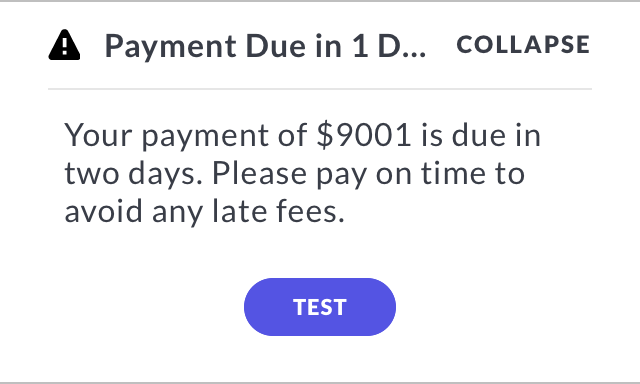 Payment Due in 1 D... COLLAPSE
Your payment of $9001 is due in
two days. Please pay on time to
avoid any late fees.
TEST